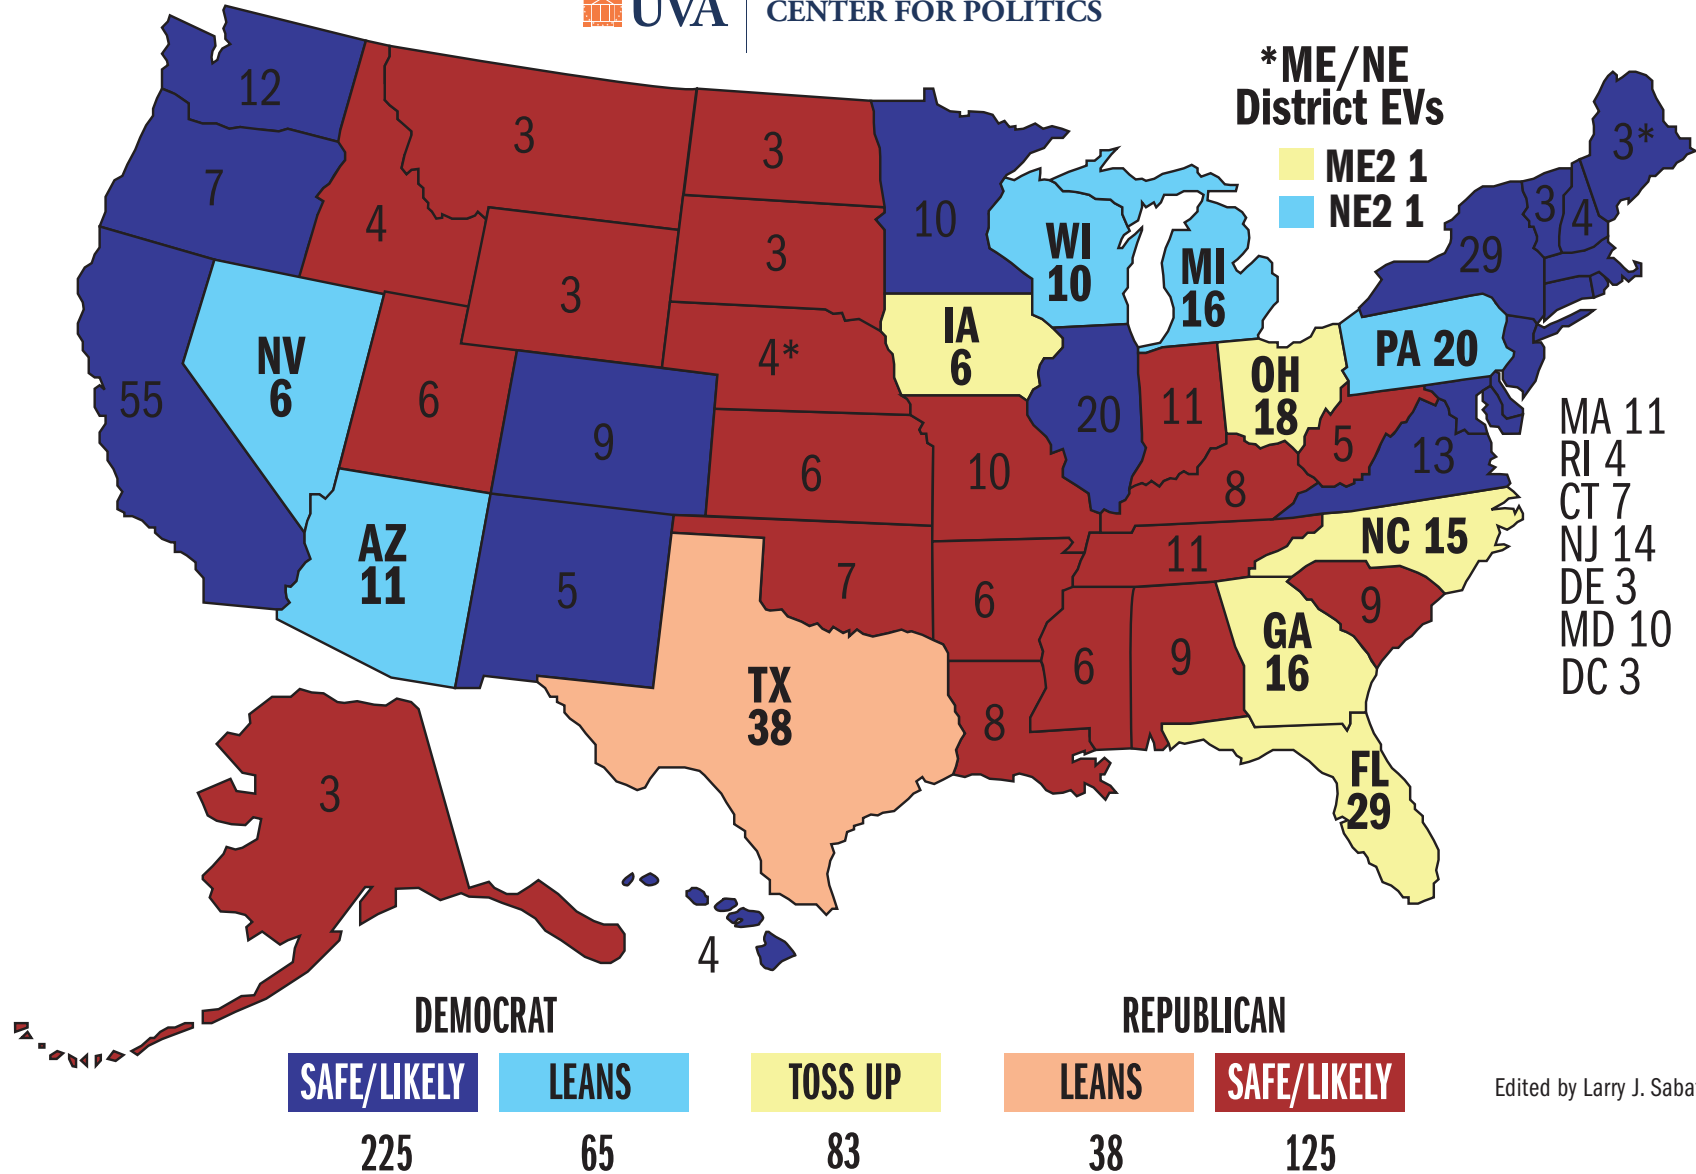 UVA
CENTER FOR POLITICS
*ME/NE
District EVs
ME2 1
NE2 1
12
7
55
NV
6
4
3
3
3
3
3
4*
6
9
6
AZ
11
5
7
TX
38
10
IA
6
10
6
8
WI
10
MI
16
20
11
OH
18
8
11
6
9
GA
16
FL
29
9
NC 15
13
5
PA 20
29
3
4
3*
MA 11
RI 4
CT 7
NJ 14
DE 3
MD 10
DC 3
3
4
DEMOCRAT
REPUBLICAN
SAFE/LIKELY
LEANS
TOSS UP
LEANS
SAFE/LIKELY
225
65
83
38
125
Edited by Larry J. Saba